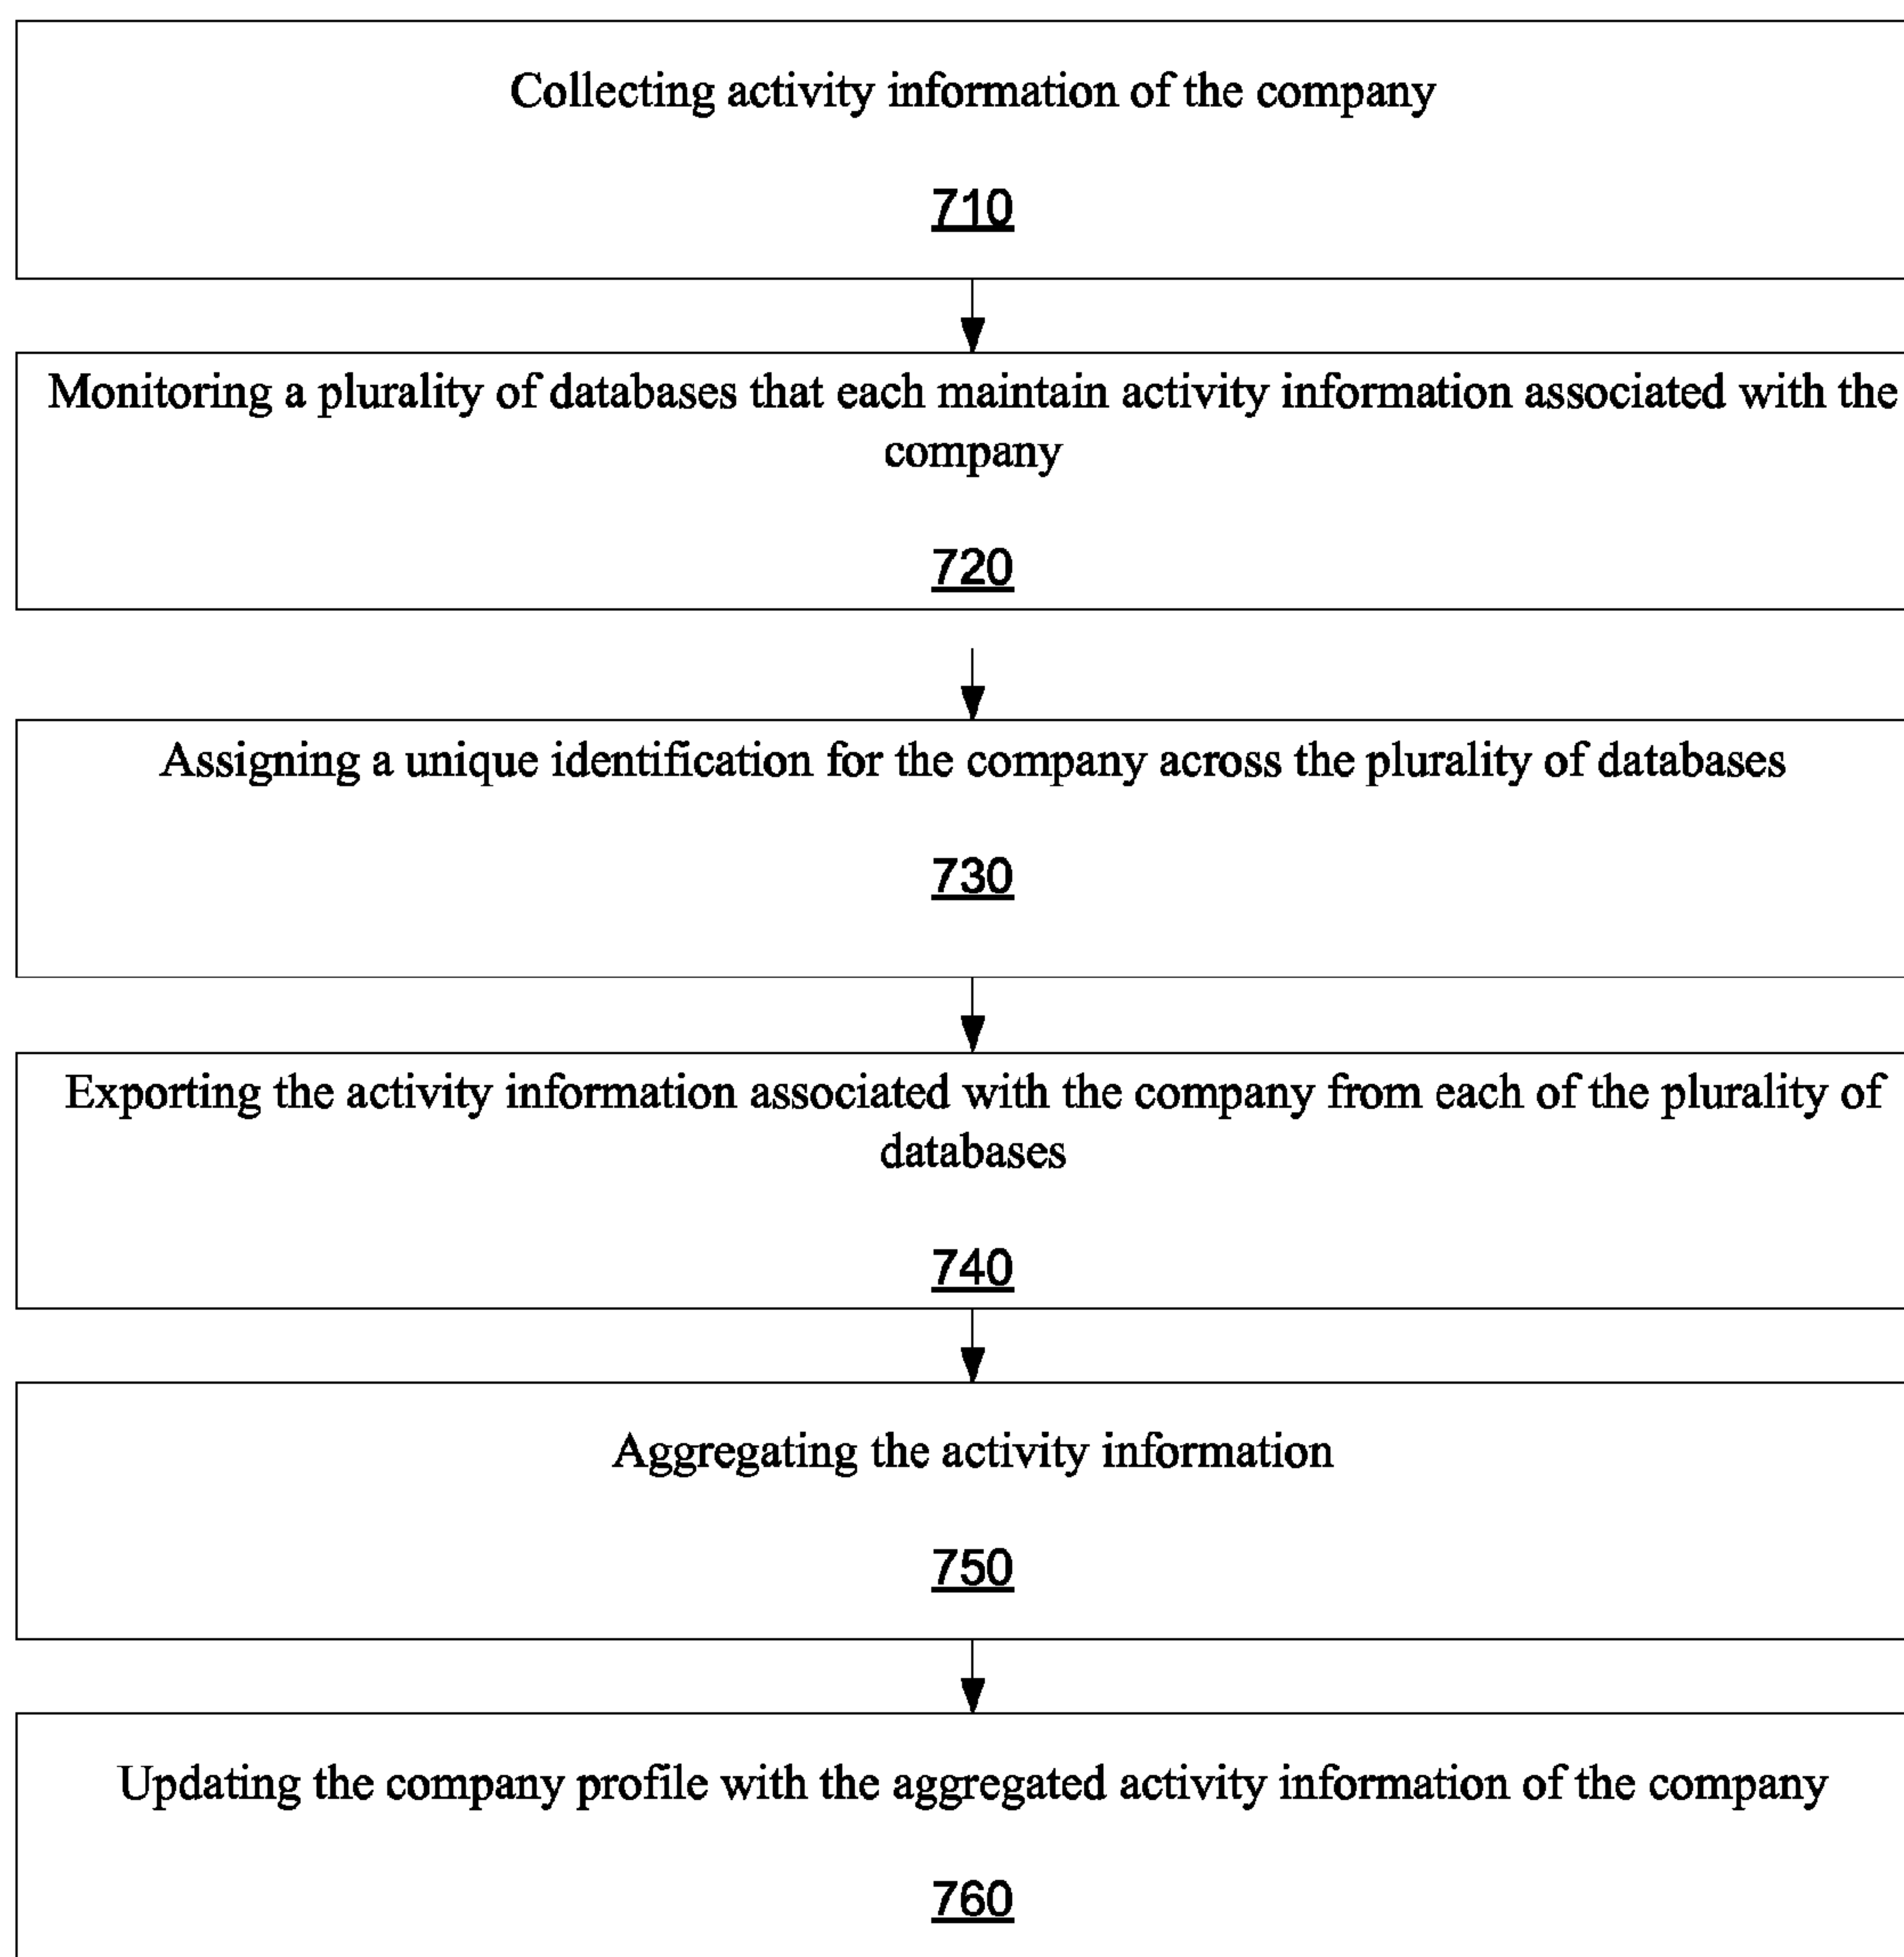 Collecting activity information of the company
710
Monitoring a plurality of databases that each maintain activity information associated with the
company
720
Assigning a unique identification for the company across the plurality of databases
730
Exporting the activity information associated with the company from each of the plurality of
databases
740
Aggregating the activity information
750
Updating the company profile with the aggregated activity information of the company
760